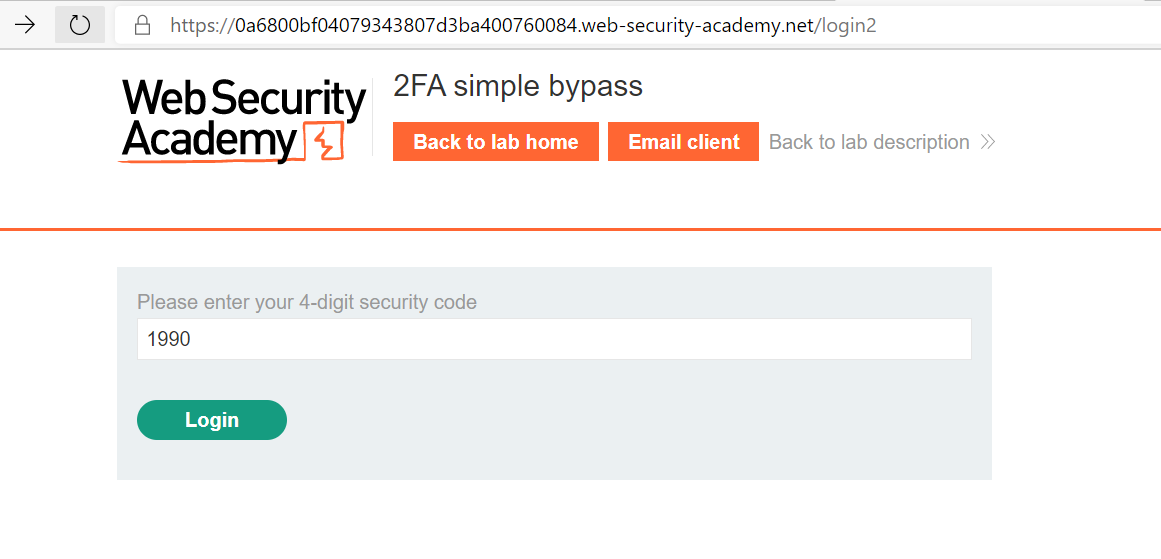 https://0a6800bf04079343807d3ba400760084.web-security-academy.net/login2
Web Security
Academy
2FA simple bypass
Back to lab home
Email client
Back to lab description
Please enter your 4-digit security code
1990
Login